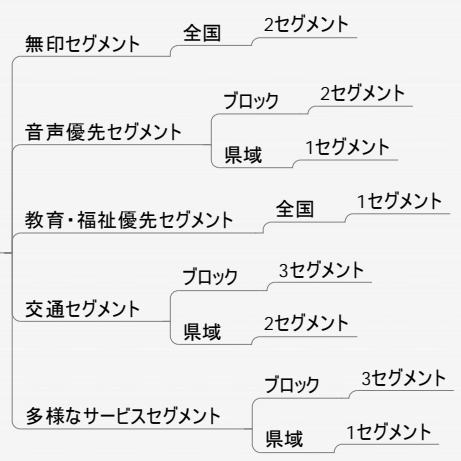 無印セグメント 全国 2セグメント
音声優先セグメント ブロック 2セグメント
県域 1セグメント
教育・福祉優先セグメント 全国 1セグメント
交通セグメント ブロック 3セグメント
県域 2セグメント
多様なサービスセグメント ブロック 3セグメント
県域 1セグメント